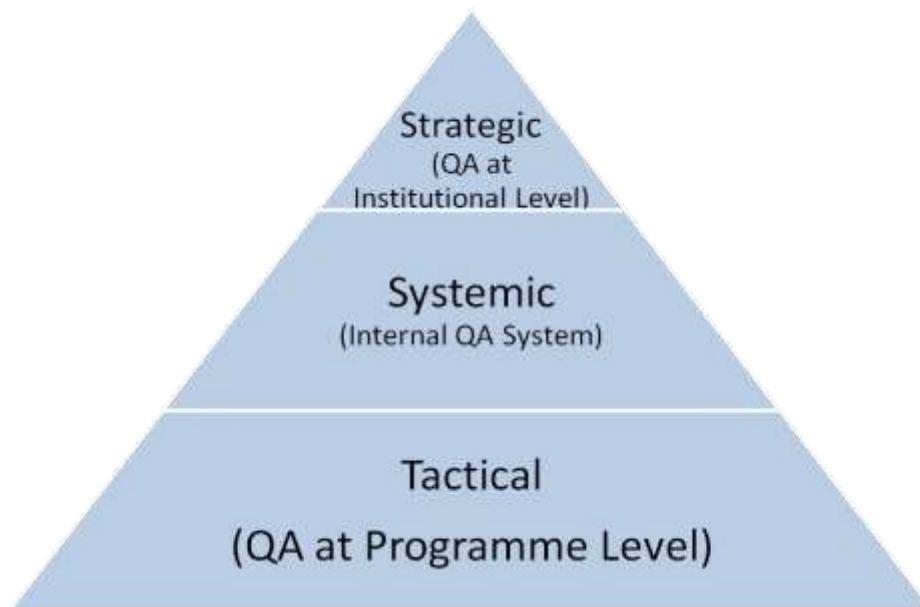 Strategic
(QA at
Institutional Level)
Systemic
(Internal QA System)
Tactical
(QA at Programme Level)